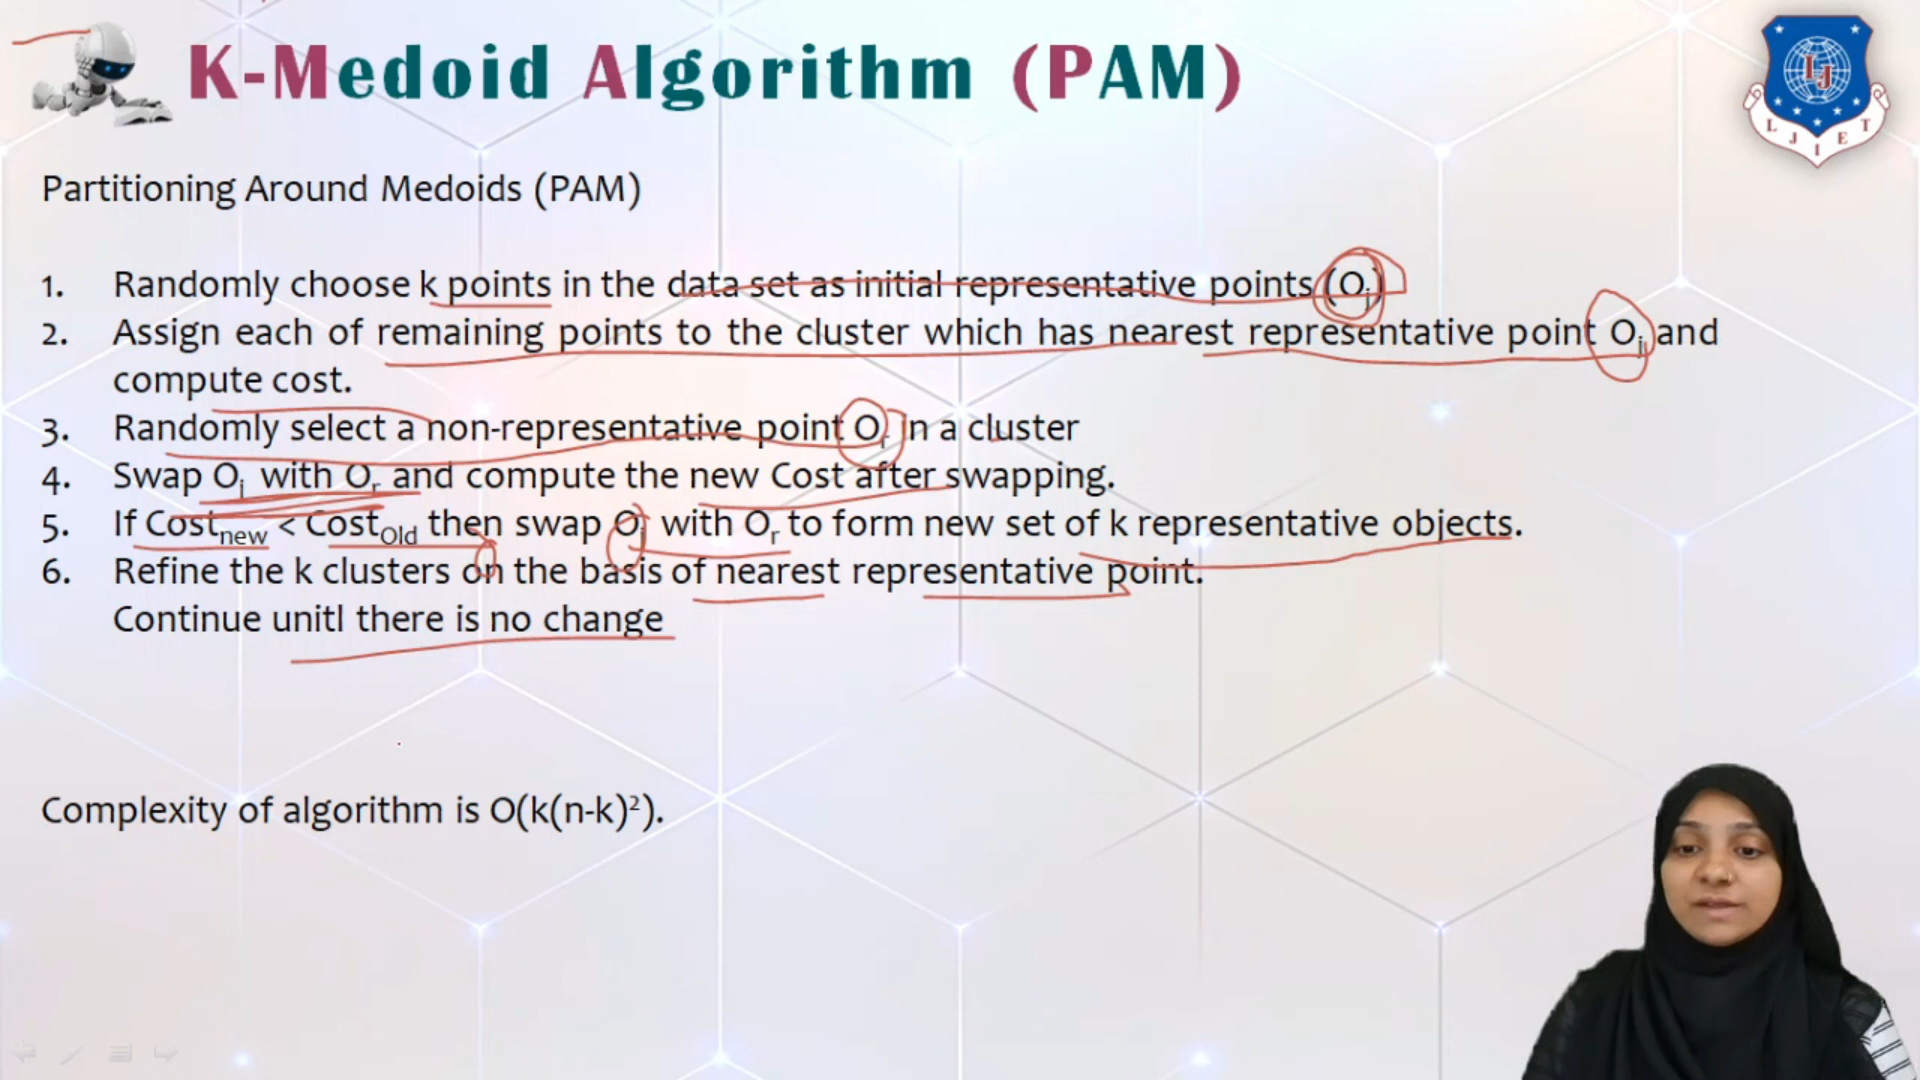 K-Medoid Algorithm (PAM)
L J I E T
Partitioning Around Medoids (PAM)
1. Randomly choose k points in the data set as initial representative points (Oj)
2. Assign each of remaining points to the cluster which has nearest representative point Oj and
compute cost.
3. Randomly select a non-representative point Or in a cluster
4. Swap Oj with Or and compute the new Cost after swapping.
5. If Costnew < CostOld then swap Oj with Or to form new set of k representative objects.
6. Refine the k clusters on the basis of nearest representative point.
Continue unitl there is no change
Complexity of algorithm is O(k(n-k)²).